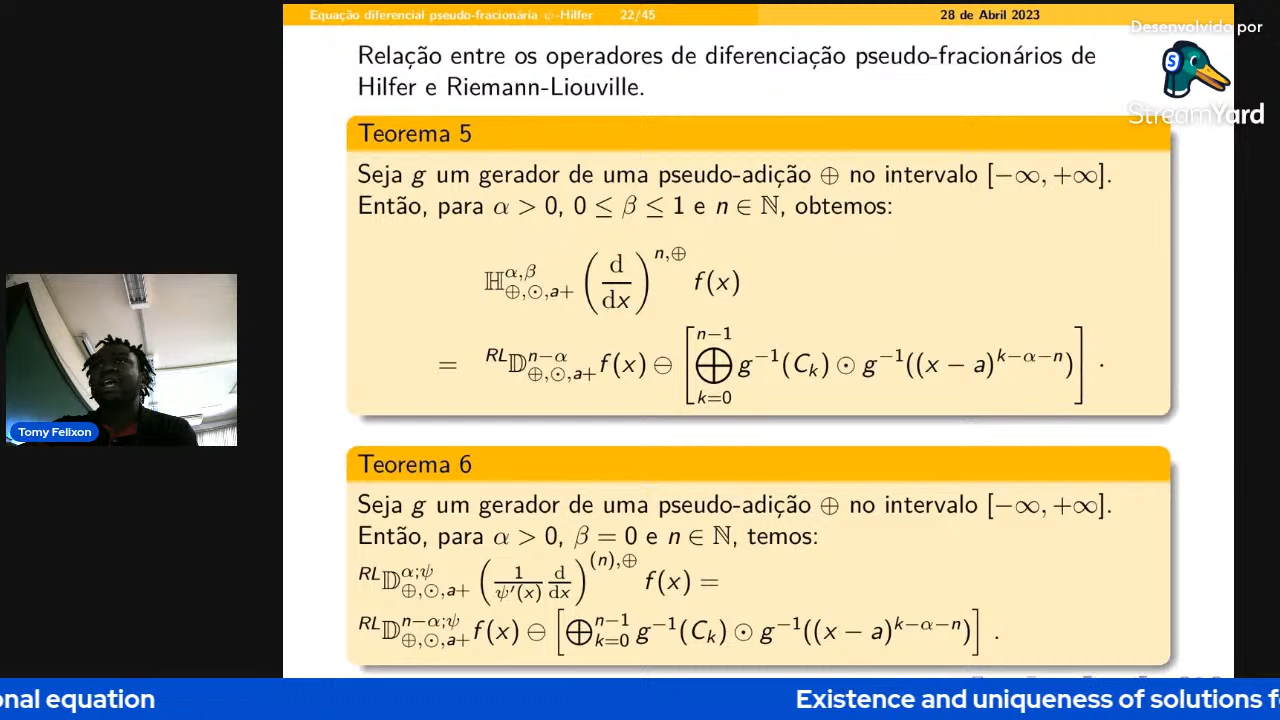 Equação diferencial pseudo-fracionária ψ-Hilfer 22/45 28 de Abril 2023
Desenvolvido por
StreamYard
Relação entre os operadores de diferenciação pseudo-fracionários de
Hilfer e Riemann-Liouville.
Teorema 5
Seja g um gerador de uma pseudo-adição ⊕ no intervalo [−∞, +∞].
Então, para α > 0, 0 ≤ β ≤ 1 e n ∈ ℕ, obtemos:
ℍ^{α,β}_{⊕,⊙,a+} (d/dx)^{n,⊕} f(x)
= ^{RL}𝔻^{n−α}_{⊕,⊙,a+} f(x) ⊖ [⊕_{k=0}^{n−1} g^{−1}(C_k) ⊙ g^{−1}((x − a)^{k−α−n})] .
Teorema 6
Seja g um gerador de uma pseudo-adição ⊕ no intervalo [−∞, +∞].
Então, para α > 0, β = 0 e n ∈ ℕ, temos:
^{RL}𝔻^{α;ψ}_{⊕,⊙,a+} (1/ψ′(x) d/dx)^{(n),⊕} f(x) =
^{RL}𝔻^{n−α;ψ}_{⊕,⊙,a+} f(x) ⊖ [⊕_{k=0}^{n−1} g^{−1}(C_k) ⊙ g^{−1}((x − a)^{k−α−n})] .
Tomy Felixon
onal equation Existence and uniqueness of solutions f